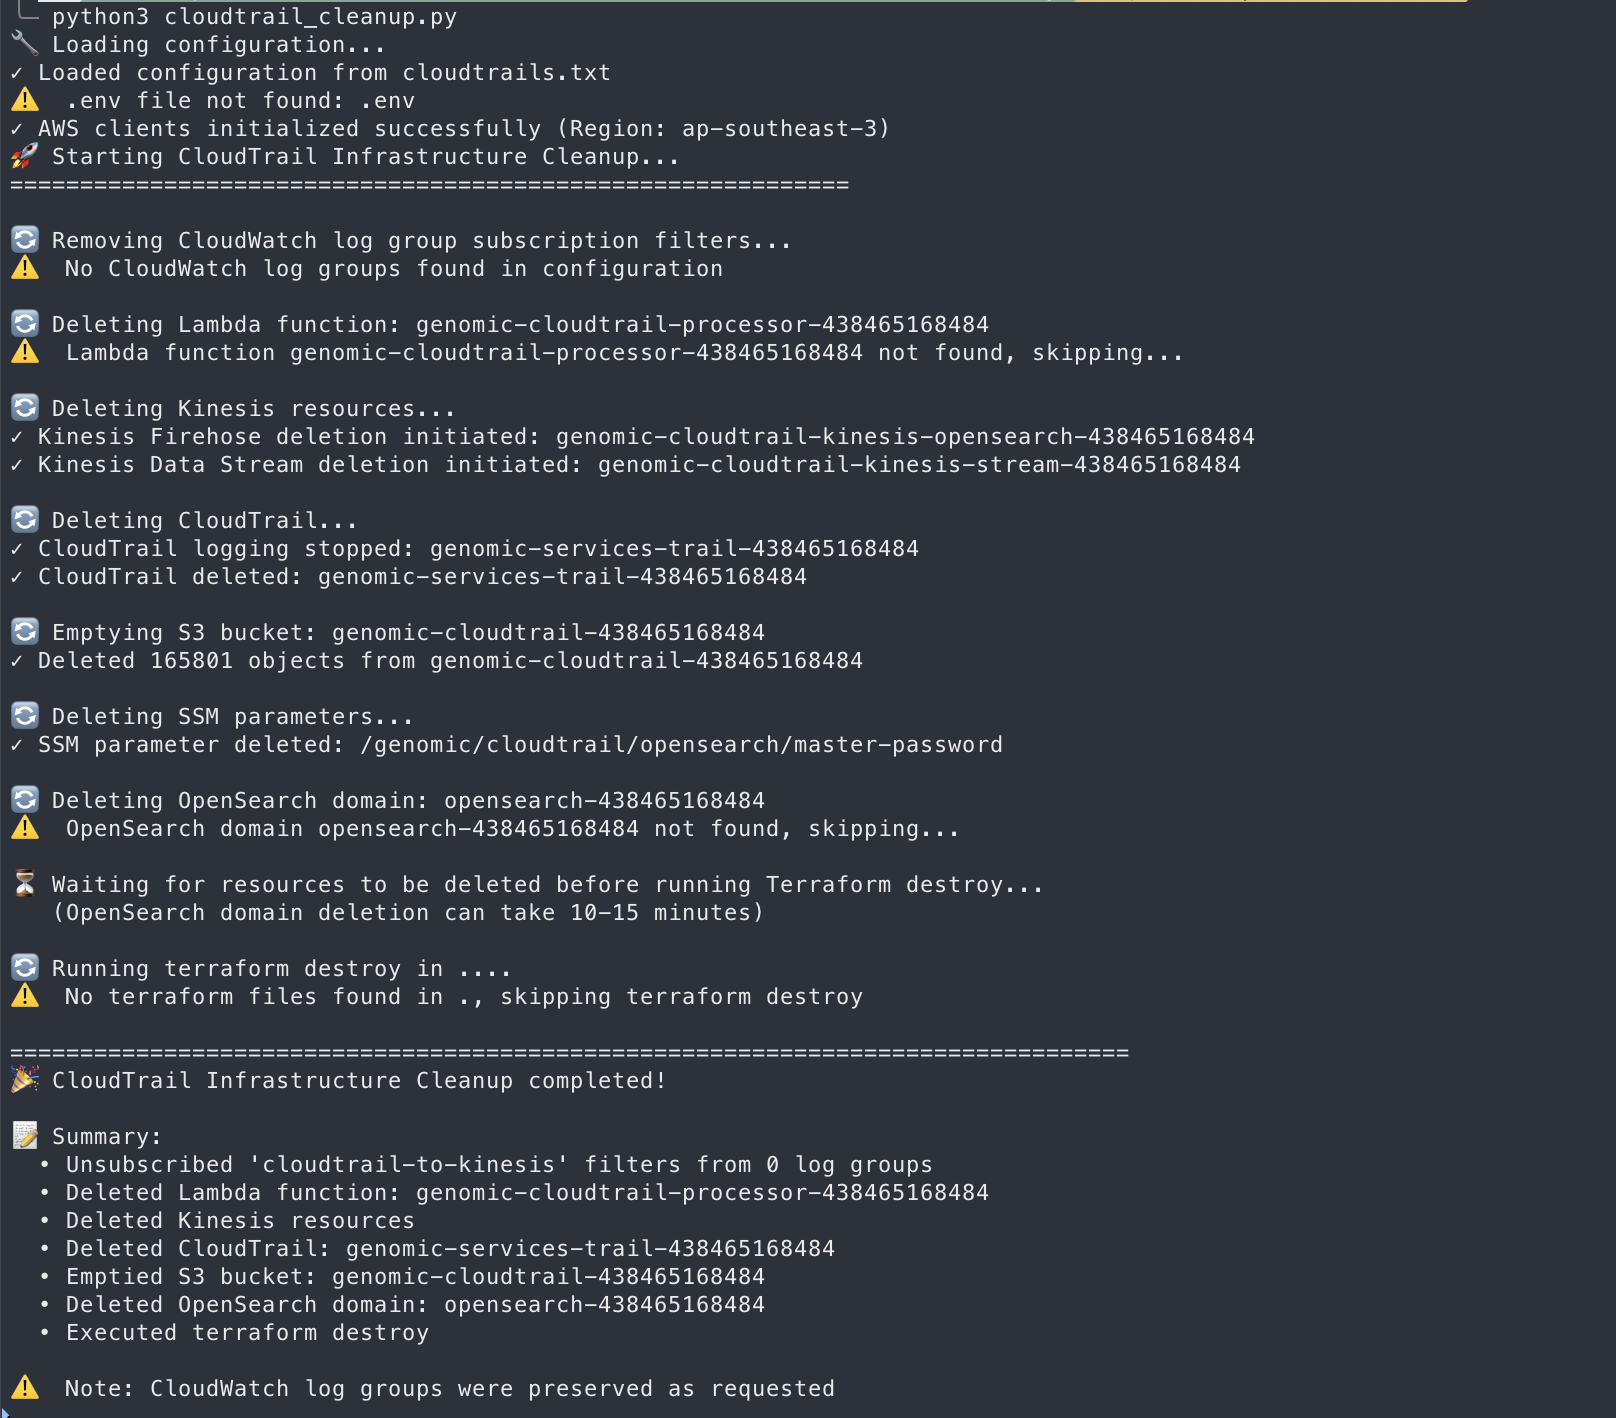 python3 cloudtrail_cleanup.py
🔧 Loading configuration...
✓ Loaded configuration from cloudtrails.txt
⚠️ .env file not found: .env
✓ AWS clients initialized successfully (Region: ap-southeast-3)
🚀 Starting CloudTrail Infrastructure Cleanup...
============================================================
🔄 Removing CloudWatch log group subscription filters...
⚠️ No CloudWatch log groups found in configuration
🔄 Deleting Lambda function: genomic-cloudtrail-processor-438465168484
⚠️ Lambda function genomic-cloudtrail-processor-438465168484 not found, skipping...
🔄 Deleting Kinesis resources...
✓ Kinesis Firehose deletion initiated: genomic-cloudtrail-kinesis-opensearch-438465168484
✓ Kinesis Data Stream deletion initiated: genomic-cloudtrail-kinesis-stream-438465168484
🔄 Deleting CloudTrail...
✓ CloudTrail logging stopped: genomic-services-trail-438465168484
✓ CloudTrail deleted: genomic-services-trail-438465168484
🔄 Emptying S3 bucket: genomic-cloudtrail-438465168484
✓ Deleted 165801 objects from genomic-cloudtrail-438465168484
🔄 Deleting SSM parameters...
✓ SSM parameter deleted: /genomic/cloudtrail/opensearch/master-password
🔄 Deleting OpenSearch domain: opensearch-438465168484
⚠️ OpenSearch domain opensearch-438465168484 not found, skipping...
⏳ Waiting for resources to be deleted before running Terraform destroy...
(OpenSearch domain deletion can take 10-15 minutes)
🔄 Running terraform destroy in ....
⚠️ No terraform files found in ., skipping terraform destroy
================================================================================
🎉 CloudTrail Infrastructure Cleanup completed!
📝 Summary:
• Unsubscribed 'cloudtrail-to-kinesis' filters from 0 log groups
• Deleted Lambda function: genomic-cloudtrail-processor-438465168484
• Deleted Kinesis resources
• Deleted CloudTrail: genomic-services-trail-438465168484
• Emptied S3 bucket: genomic-cloudtrail-438465168484
• Deleted OpenSearch domain: opensearch-438465168484
• Executed terraform destroy
⚠️ Note: CloudWatch log groups were preserved as requested